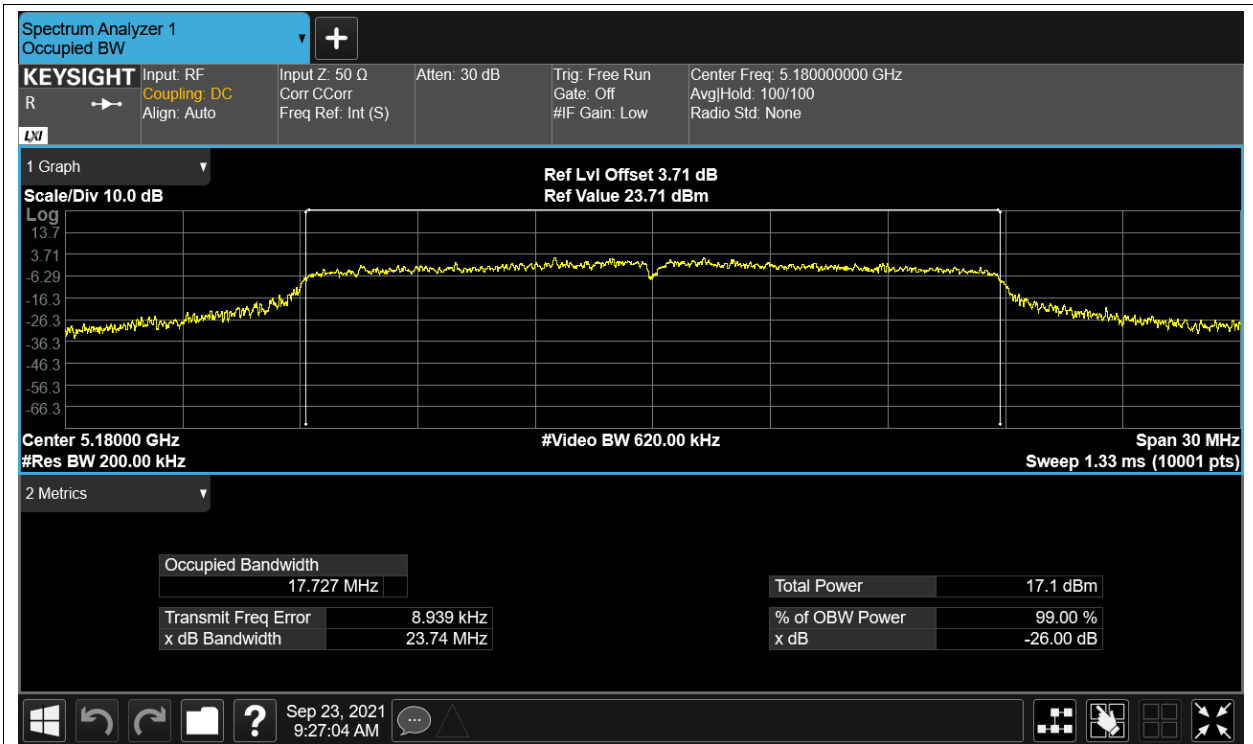 Spectrum Analyzer 1
Occupied BW
KEYSIGHT
R
LXI
Input: RF
Coupling: DC
Align: Auto
Input Z: 50 Ω
Corr CCorr
Freq Ref: Int (S)
Atten: 30 dB
Trig: Free Run
Gate: Off
#IF Gain: Low
Center Freq: 5.180000000 GHz
Avg|Hold: 100/100
Radio Std: None
1 Graph
Scale/Div 10.0 dB
Ref Lvl Offset 3.71 dB
Ref Value 23.71 dBm
Log
13.7
3.71
-6.29
-16.3
-26.3
-36.3
-46.3
-56.3
-66.3
Center 5.18000 GHz
#Video BW 620.00 kHz
Span 30 MHz
#Res BW 200.00 kHz
Sweep 1.33 ms (10001 pts)
2 Metrics
Occupied Bandwidth
17.727 MHz
Total Power 17.1 dBm
Transmit Freq Error 8.939 kHz
% of OBW Power 99.00 %
x dB Bandwidth 23.74 MHz
x dB -26.00 dB
?
Sep 23, 2021
9:27:04 AM